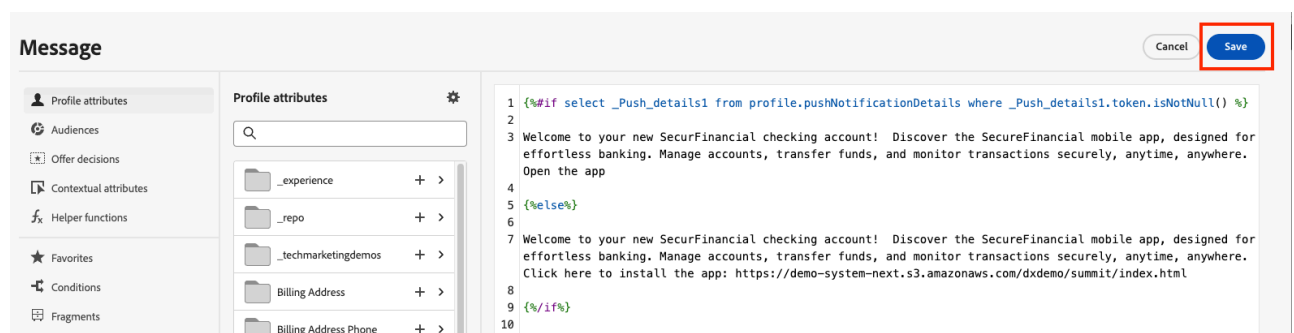 Message
Cancel
Save
Profile attributes
Audiences
Offer decisions
Contextual attributes
Helper functions
Favorites
Conditions
Fragments
Profile attributes
_experience
_repo
_techmarketingdemos
Billing Address
Billing Address Phone
1 {%#if select _Push_details1 from profile.pushNotificationDetails where _Push_details1.token.isNotNull() %}
2
3 Welcome to your new SecurFinancial checking account!  Discover the SecureFinancial mobile app, designed for
effortless banking. Manage accounts, transfer funds, and monitor transactions securely, anytime, anywhere.
Open the app
4
5 {%else%}
6
7 Welcome to your new SecurFinancial checking account!  Discover the SecureFinancial mobile app, designed for
effortless banking. Manage accounts, transfer funds, and monitor transactions securely, anytime, anywhere.
Click here to install the app: https://demo-system-next.s3.amazonaws.com/dxdemo/summit/index.html
8
9 {%/if%}
10